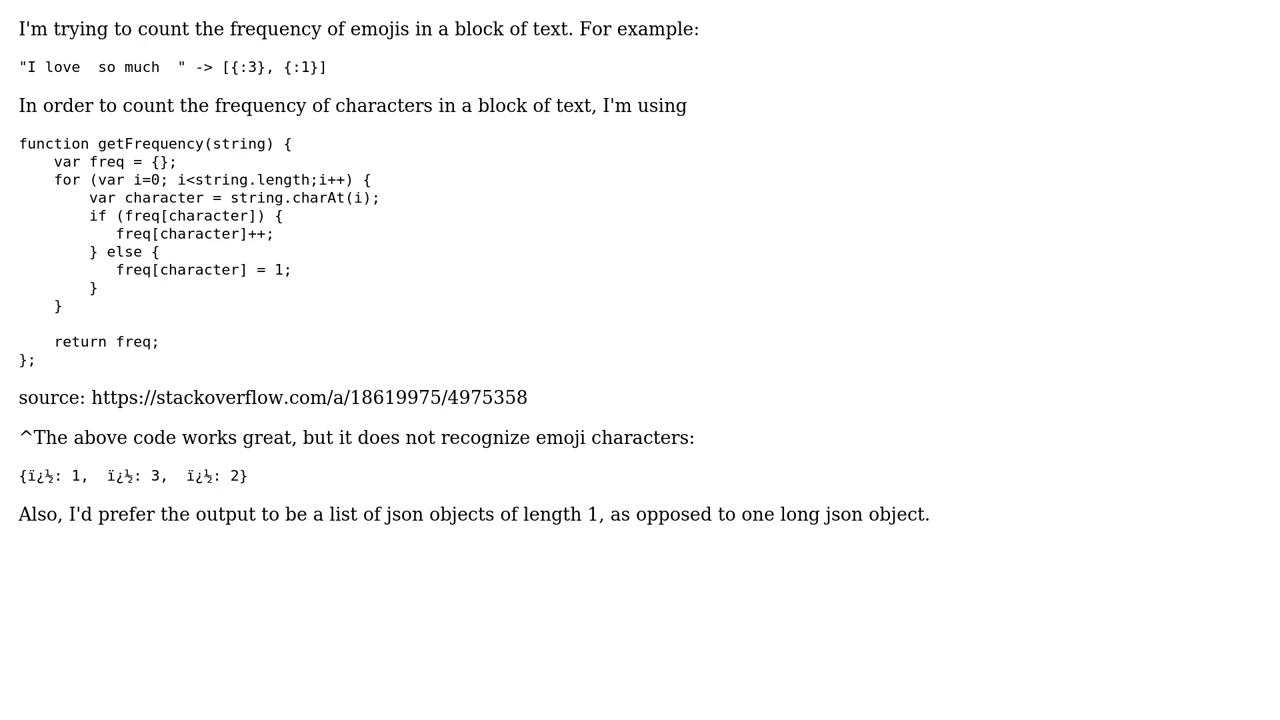 I'm trying to count the frequency of emojis in a block of text. For example:
"I love  so much  " -> [{:3}, {:1}]
In order to count the frequency of characters in a block of text, I'm using
function getFrequency(string) {
    var freq = {};
    for (var i=0; i<string.length;i++) {
        var character = string.charAt(i);
        if (freq[character]) {
           freq[character]++;
        } else {
           freq[character] = 1;
        }
    }

    return freq;
};
source: https://stackoverflow.com/a/18619975/4975358
^The above code works great, but it does not recognize emoji characters:
{ï¿½: 1,  ï¿½: 3,  ï¿½: 2}
Also, I'd prefer the output to be a list of json objects of length 1, as opposed to one long json object.